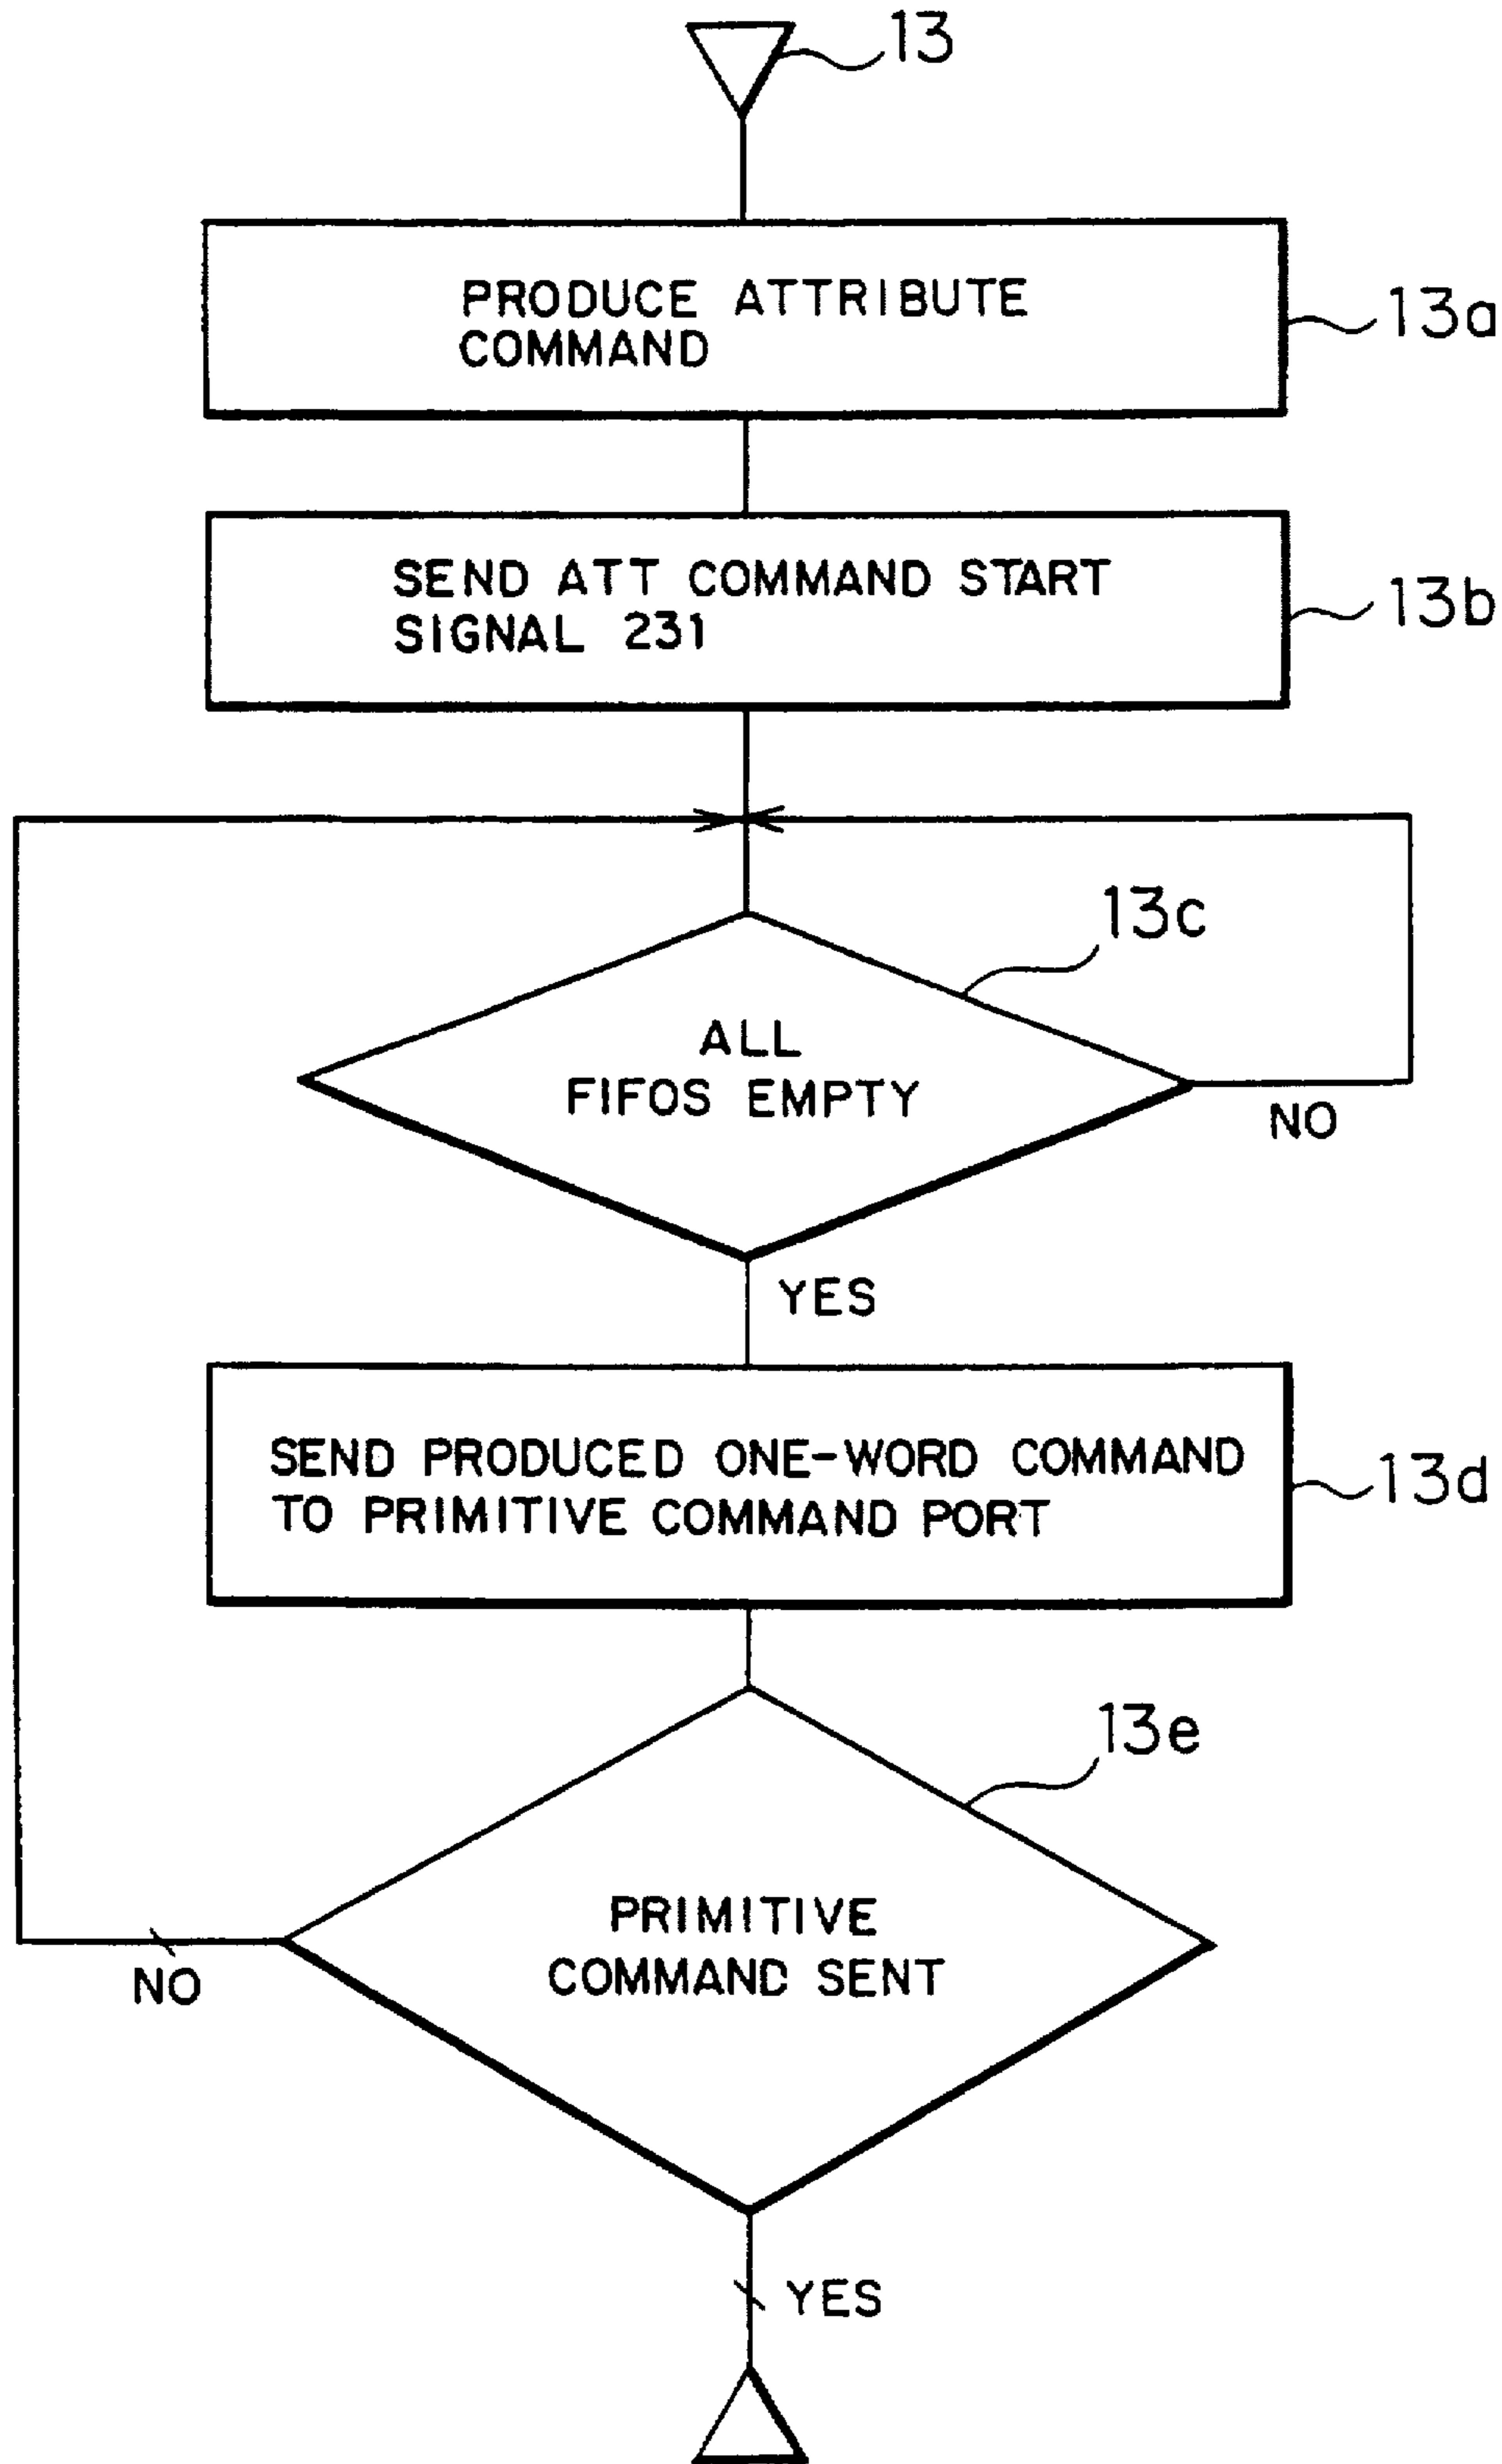 13
PRODUCE ATTRIBUTE
COMMAND
13a
SEND ATT COMMAND START
SIGNAL 231
13b
13c
ALL
FIFOS EMPTY
NO
YES
SEND PRODUCED ONE-WORD COMMAND
TO PRIMITIVE COMMAND PORT
13d
13e
PRIMITIVE
COMMAND SENT
NO
YES